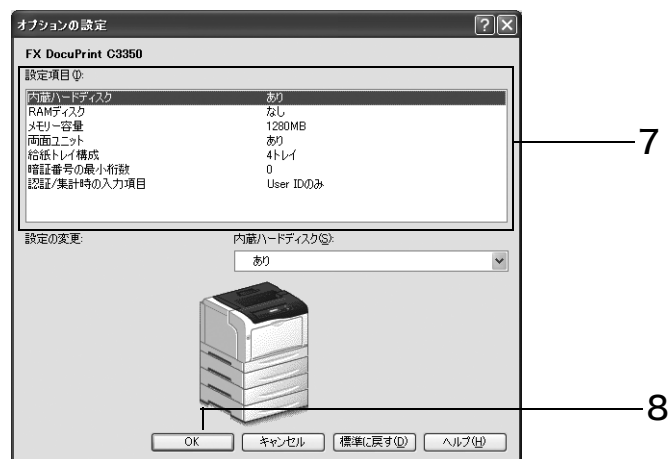 オプションの設定
FX DocuPrint C3350
設定項目(I):
内蔵ハードディスク あり
RAMディスク なし
メモリー容量 1280MB
両面ユニット あり
給紙トレイ構成 4トレイ
暗証番号の最小桁数 0
認証/集計時の入力項目 User IDのみ
7
設定の変更: 内蔵ハードディスク(S):
あり
8
OK キャンセル 標準に戻す(D) ヘルプ(H)